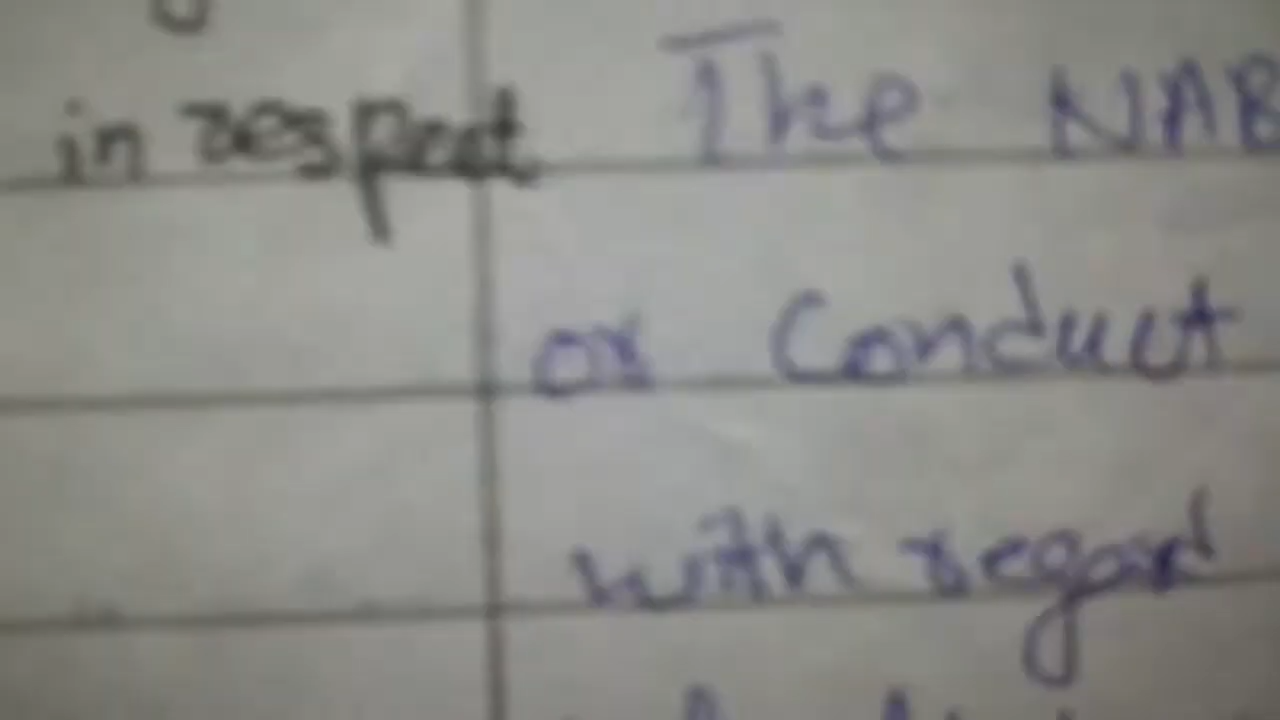 in respect The NAB
or Conduct
with regard